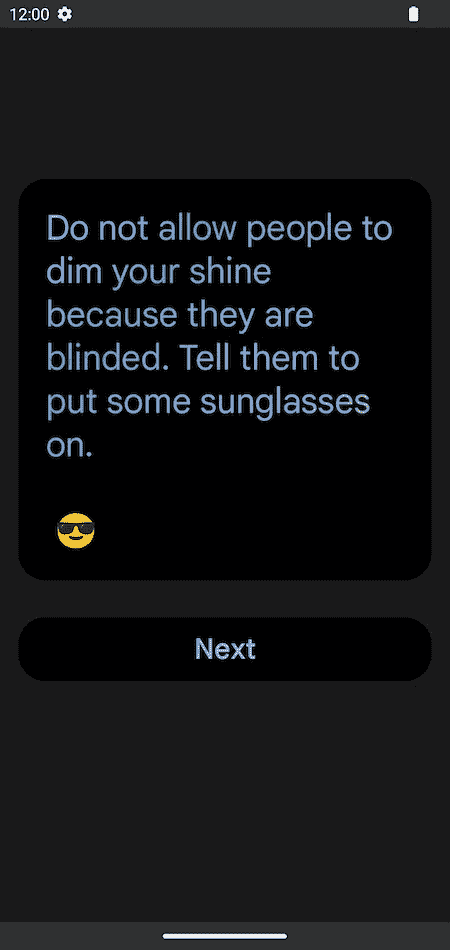 12:00
Do not allow people to
dim your shine
because they are
blinded. Tell them to
put some sunglasses
on.
😎
Next